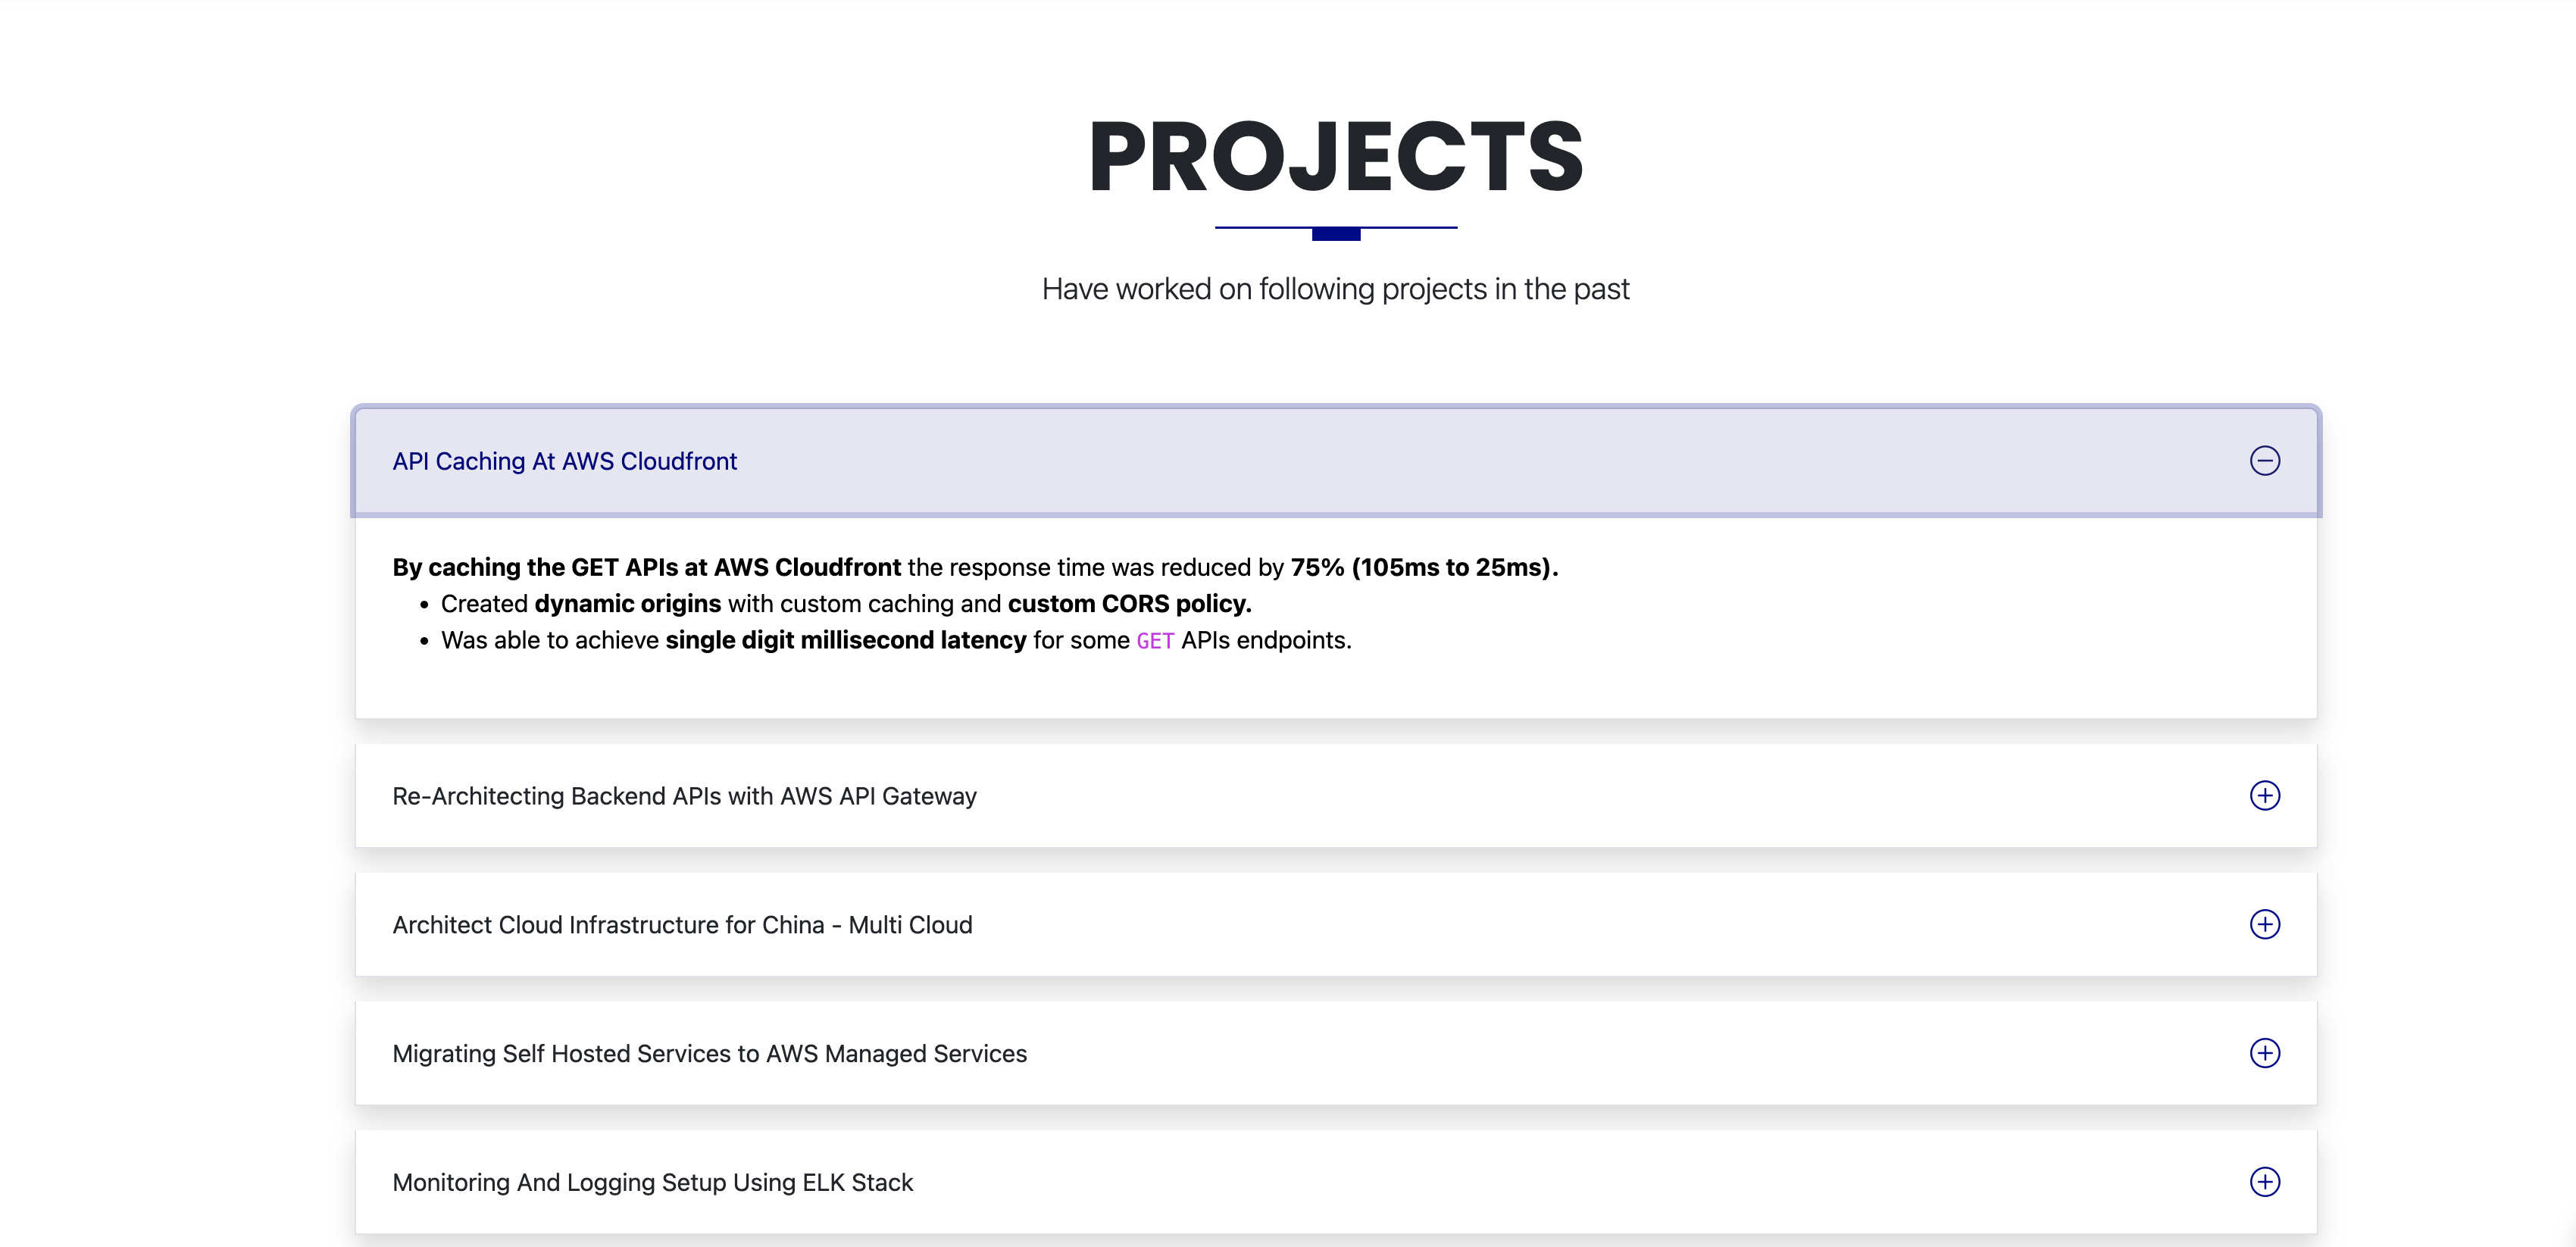 PROJECTS
Have worked on following projects in the past
API Caching At AWS Cloudfront
By caching the GET APIs at AWS Cloudfront the response time was reduced by 75% (105ms to 25ms).
• Created dynamic origins with custom caching and custom CORS policy.
• Was able to achieve single digit millisecond latency for some GET APIs endpoints.
Re-Architecting Backend APIs with AWS API Gateway
Architect Cloud Infrastructure for China - Multi Cloud
Migrating Self Hosted Services to AWS Managed Services
Monitoring And Logging Setup Using ELK Stack